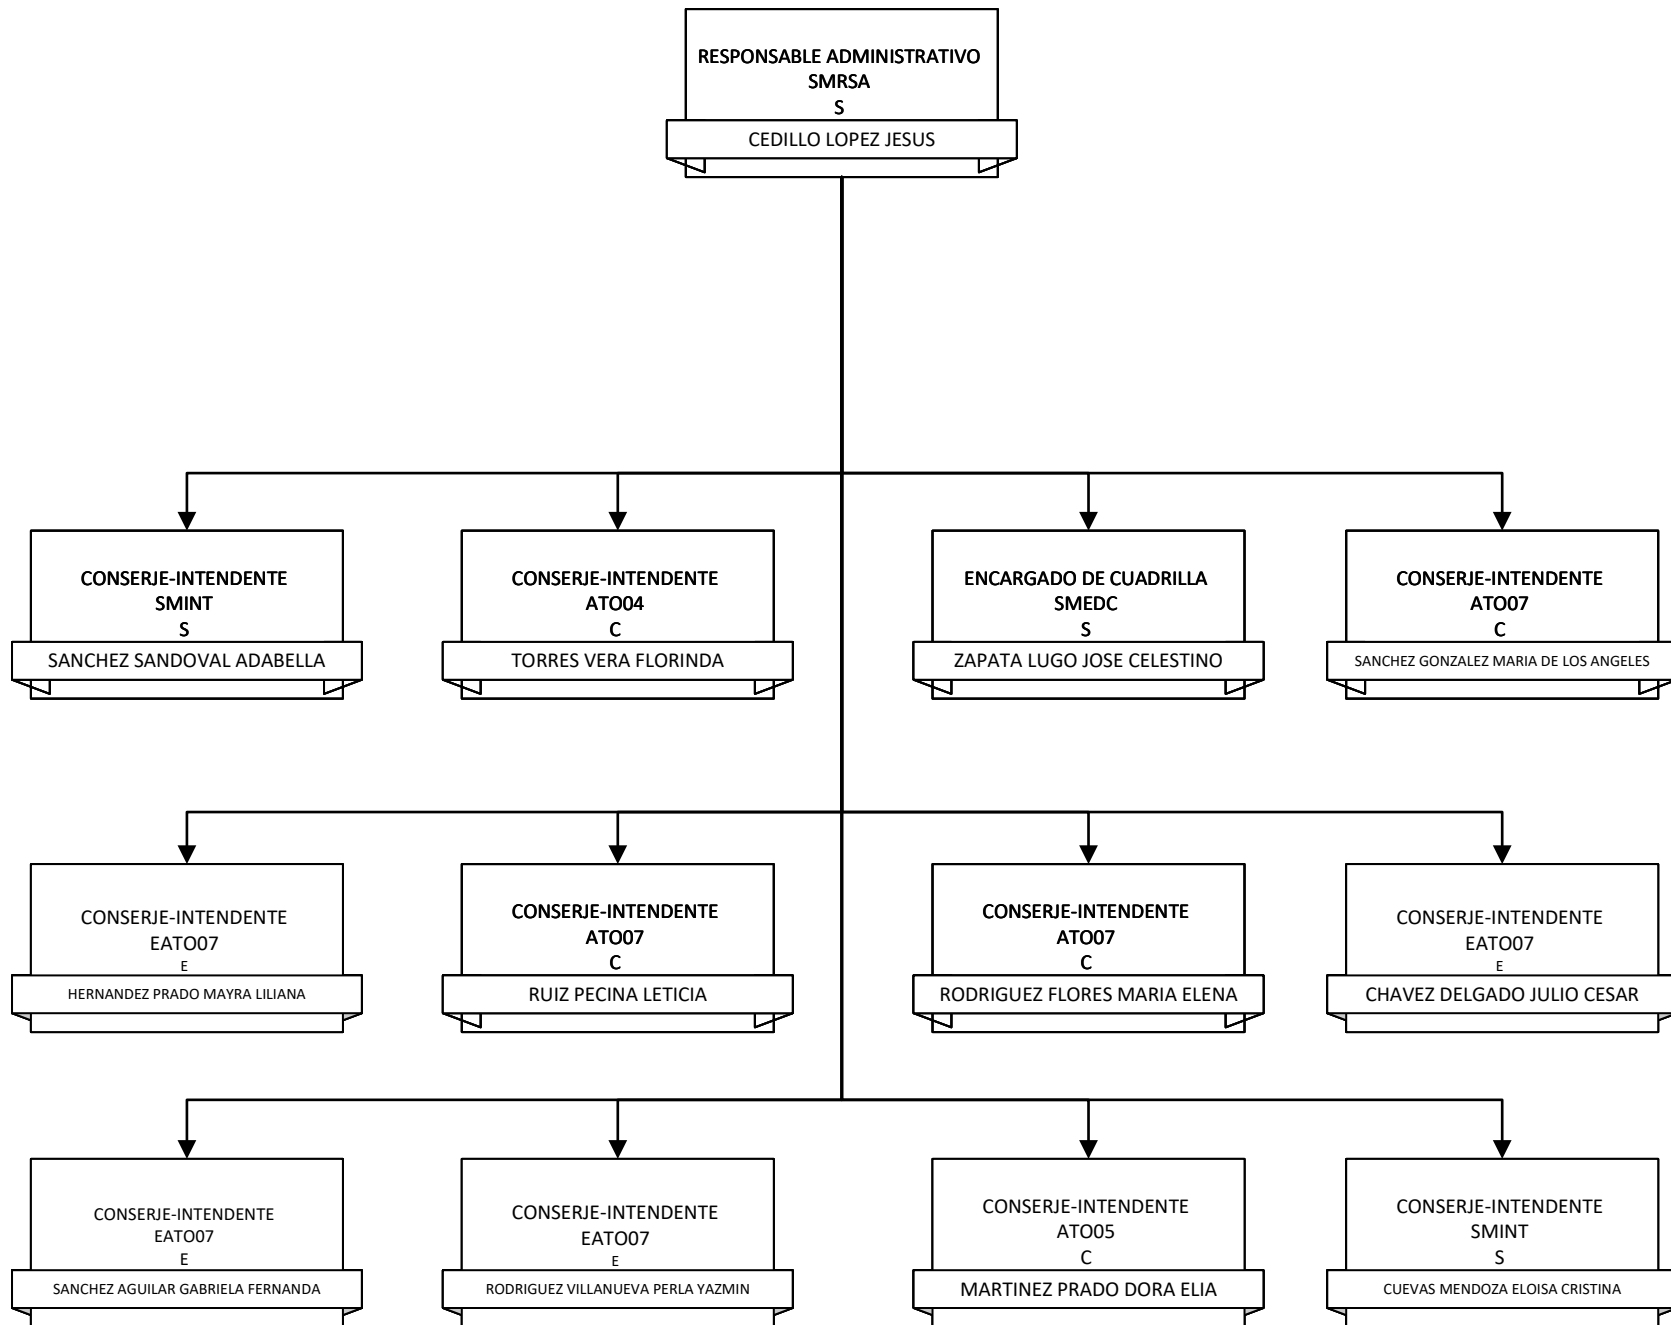 RESPONSABLE ADMINISTRATIVO
SMRSA
S
CEDILLO LOPEZ JESUS
CONSERJE-INTENDENTE
SMINT
S
SANCHEZ SANDOVAL ADABELLA
CONSERJE-INTENDENTE
ATO04
C
TORRES VERA FLORINDA
ENCARGADO DE CUADRILLA
SMEDC
S
ZAPATA LUGO JOSE CELESTINO
CONSERJE-INTENDENTE
ATO07
C
SANCHEZ GONZALEZ MARIA DE LOS ANGELES
CONSERJE-INTENDENTE
EATO07
E
HERNANDEZ PRADO MAYRA LILIANA
CONSERJE-INTENDENTE
ATO07
C
RUIZ PECINA LETICIA
CONSERJE-INTENDENTE
ATO07
C
RODRIGUEZ FLORES MARIA ELENA
CONSERJE-INTENDENTE
EATO07
E
CHAVEZ DELGADO JULIO CESAR
CONSERJE-INTENDENTE
EATO07
E
SANCHEZ AGUILAR GABRIELA FERNANDA
CONSERJE-INTENDENTE
EATO07
E
RODRIGUEZ VILLANUEVA PERLA YAZMIN
CONSERJE-INTENDENTE
ATO05
C
MARTINEZ PRADO DORA ELIA
CONSERJE-INTENDENTE
SMINT
S
CUEVAS MENDOZA ELOISA CRISTINA